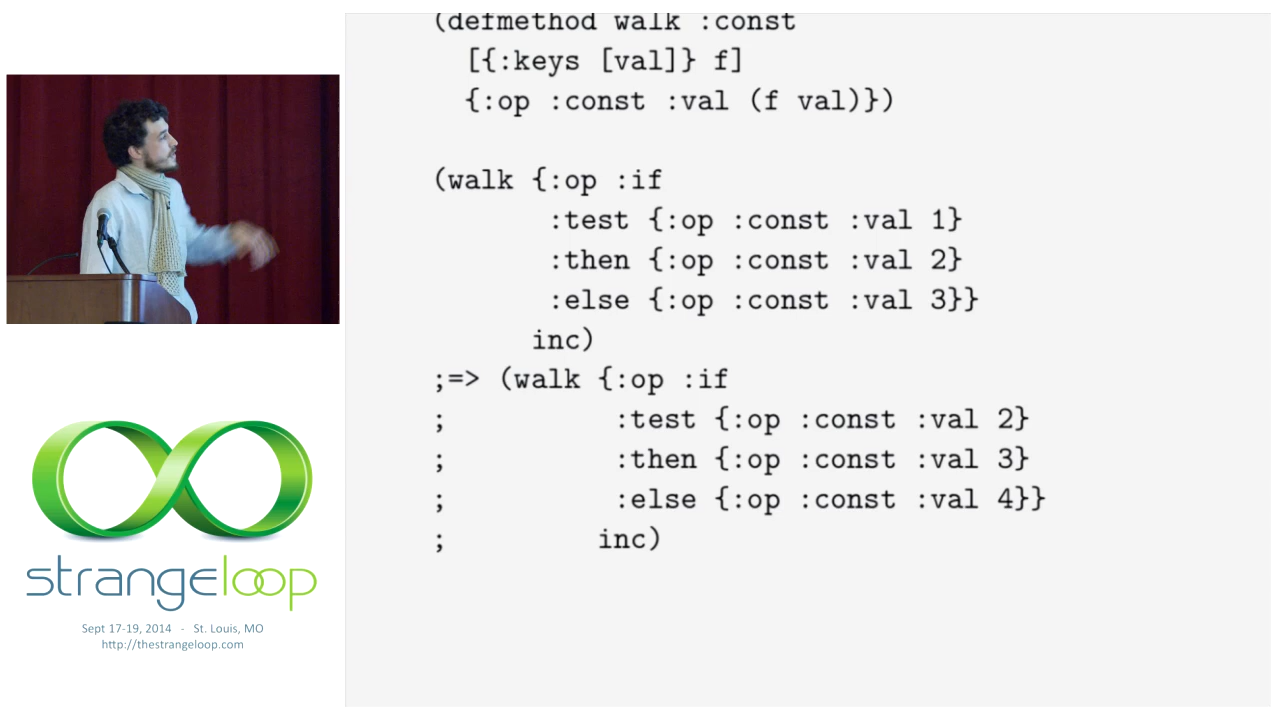 (defmethod walk :const
[{:keys [val]} f]
{:op :const :val (f val)})
(walk {:op :if
:test {:op :const :val 1}
:then {:op :const :val 2}
:else {:op :const :val 3}}
inc)
;=> (walk {:op :if
; :test {:op :const :val 2}
; :then {:op :const :val 3}
; :else {:op :const :val 4}}
; inc)
strangeloop
Sept 17-19, 2014 - St. Louis, MO
http://thestrangeloop.com